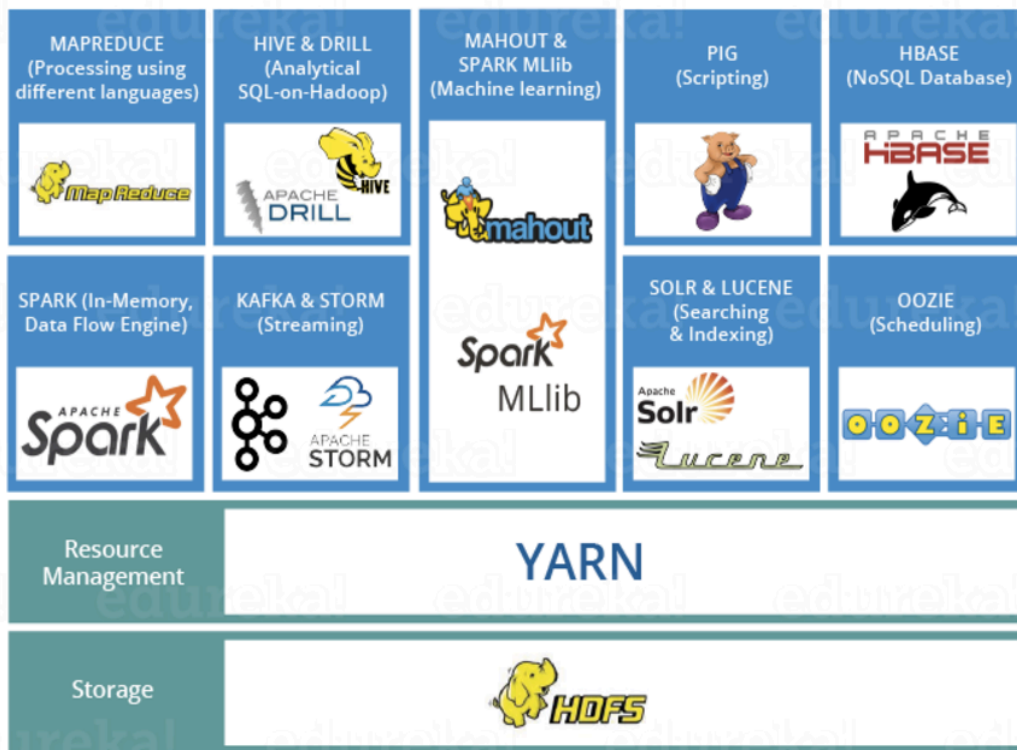 MAPREDUCE
(Processing using
different languages)
Map Reduce
HIVE & DRILL
(Analytical
SQL-on-Hadoop)
HIVE
APACHE
DRILL
MAHOUT &
SPARK MLlib
(Machine learning)
mahout
Spark
MLlib
PIG
(Scripting)
HBASE
(NoSQL Database)
APACHE
HBASE
SPARK (In-Memory,
Data Flow Engine)
APACHE
Spark
KAFKA & STORM
(Streaming)
APACHE
STORM
SOLR & LUCENE
(Searching
& Indexing)
Apache
Solr
Lucene
OOZIE
(Scheduling)
OOZiE
Resource
Management
YARN
Storage
HDFS
edureka!